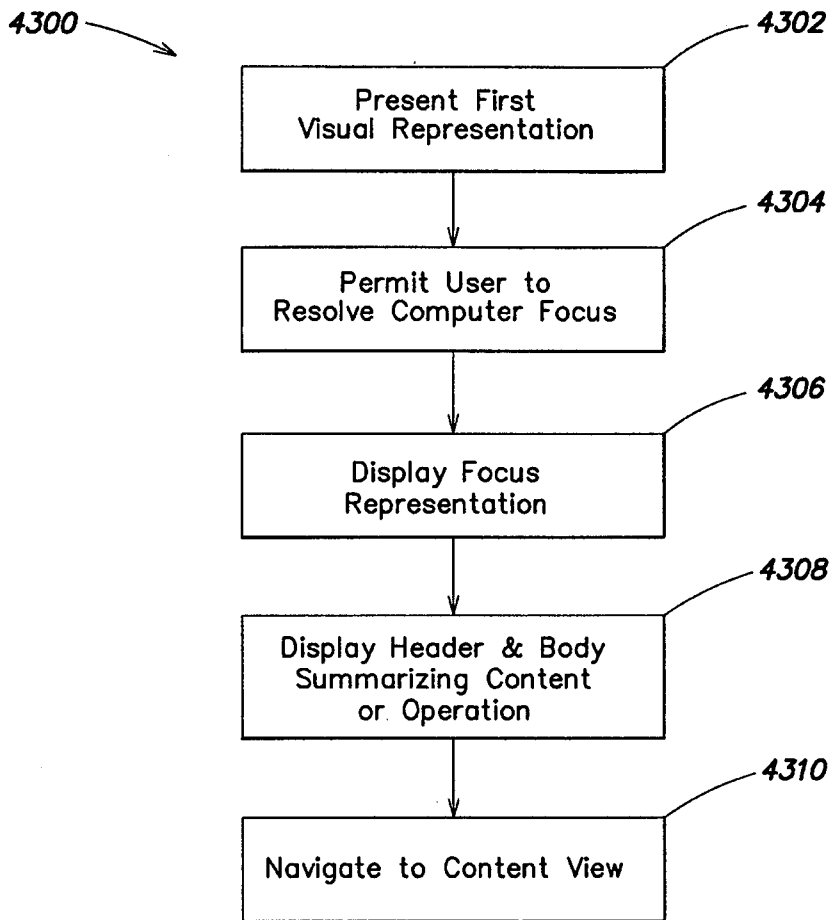 4300
4302
Present First
Visual Representation
4304
Permit User to
Resolve Computer Focus
4306
Display Focus
Representation
4308
Display Header & Body
Summarizing Content
or Operation
4310
Navigate to Content View